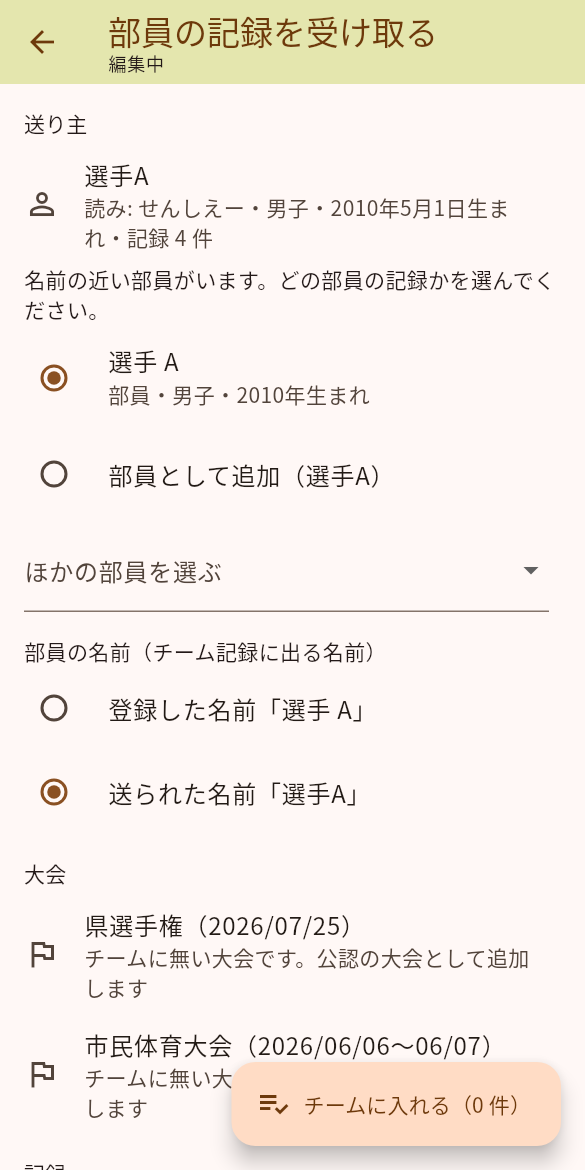 部員の記録を受け取る
編集中
送り主
選手A
読み: せんしえー・男子・2010年5月1日生ま
れ・記録 4 件
名前の近い部員がいます。どの部員の記録かを選んでく
ださい。
選手 A
部員・男子・2010年生まれ
部員として追加（選手A）
ほかの部員を選ぶ
部員の名前（チーム記録に出る名前）
登録した名前「選手 A」
送られた名前「選手A」
大会
県選手権（2026/07/25）
チームに無い大会です。公認の大会として追加
します
市民体育大会（2026/06/06～06/07）
チームに無い大
します
チームに入れる（0 件）